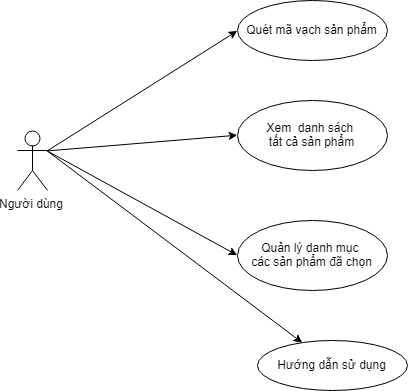 Quét mã vạch sản phẩm
Xem danh sách
tất cả sản phẩm
Người dùng
Quản lý danh mục
các sản phẩm đã chọn
Hướng dẫn sử dụng